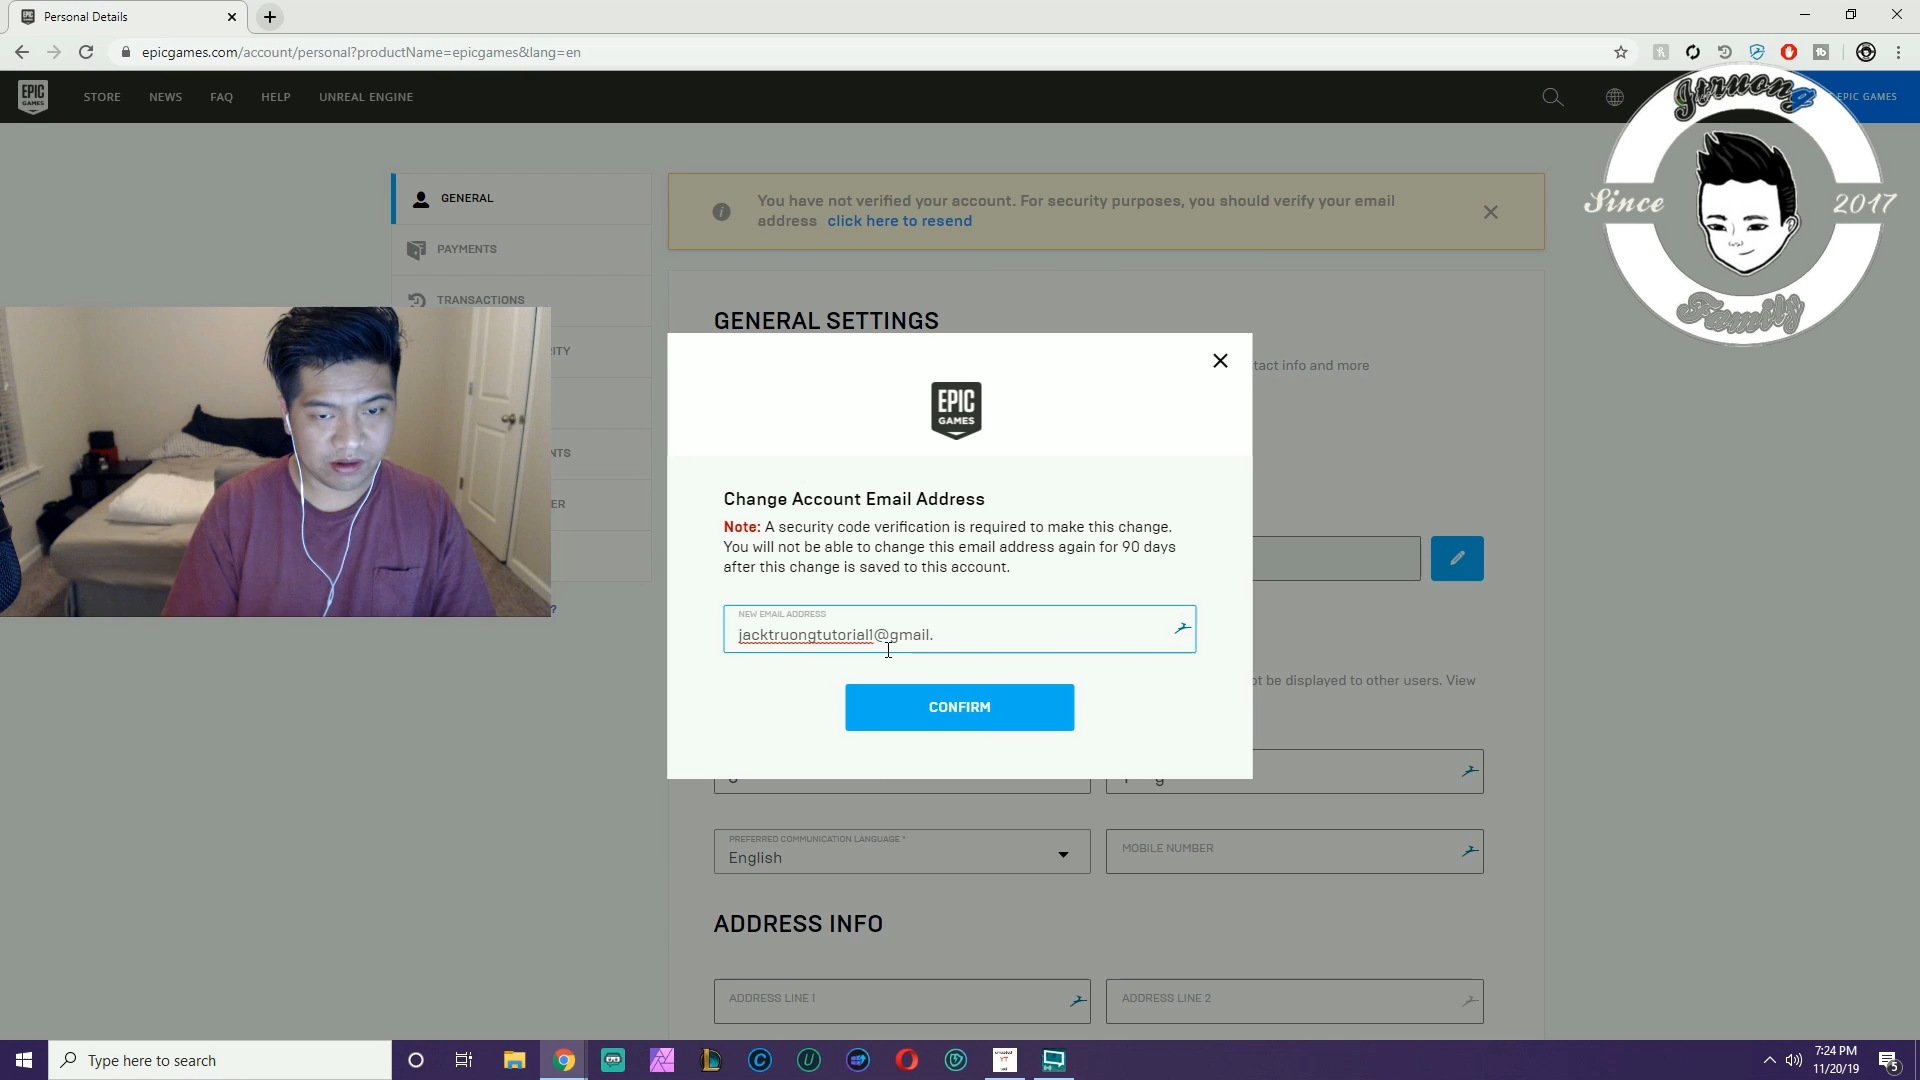 Personal Details
epicgames.com/account/personal?productName=epicgames&lang=en
EPIC
GAMES
STORE
NEWS
FAQ
HELP
UNREAL ENGINE
EPIC GAMES
Since
2017
Family
GENERAL
PAYMENTS
TRANSACTIONS
ITY
NTS
ER
?
You have not verified your account. For security purposes, you should verify your email
address click here to resend
GENERAL SETTINGS
tact info and more
EPIC
GAMES
Change Account Email Address
Note: A security code verification is required to make this change.
You will not be able to change this email address again for 90 days
after this change is saved to this account.
NEW EMAIL ADDRESS
jacktruongtutorial1@gmail.
CONFIRM
ot be displayed to other users. View
PREFERRED COMMUNICATION LANGUAGE *
English
MOBILE NUMBER
ADDRESS INFO
ADDRESS LINE 1
ADDRESS LINE 2
Type here to search
7:24 PM
11/20/19
5